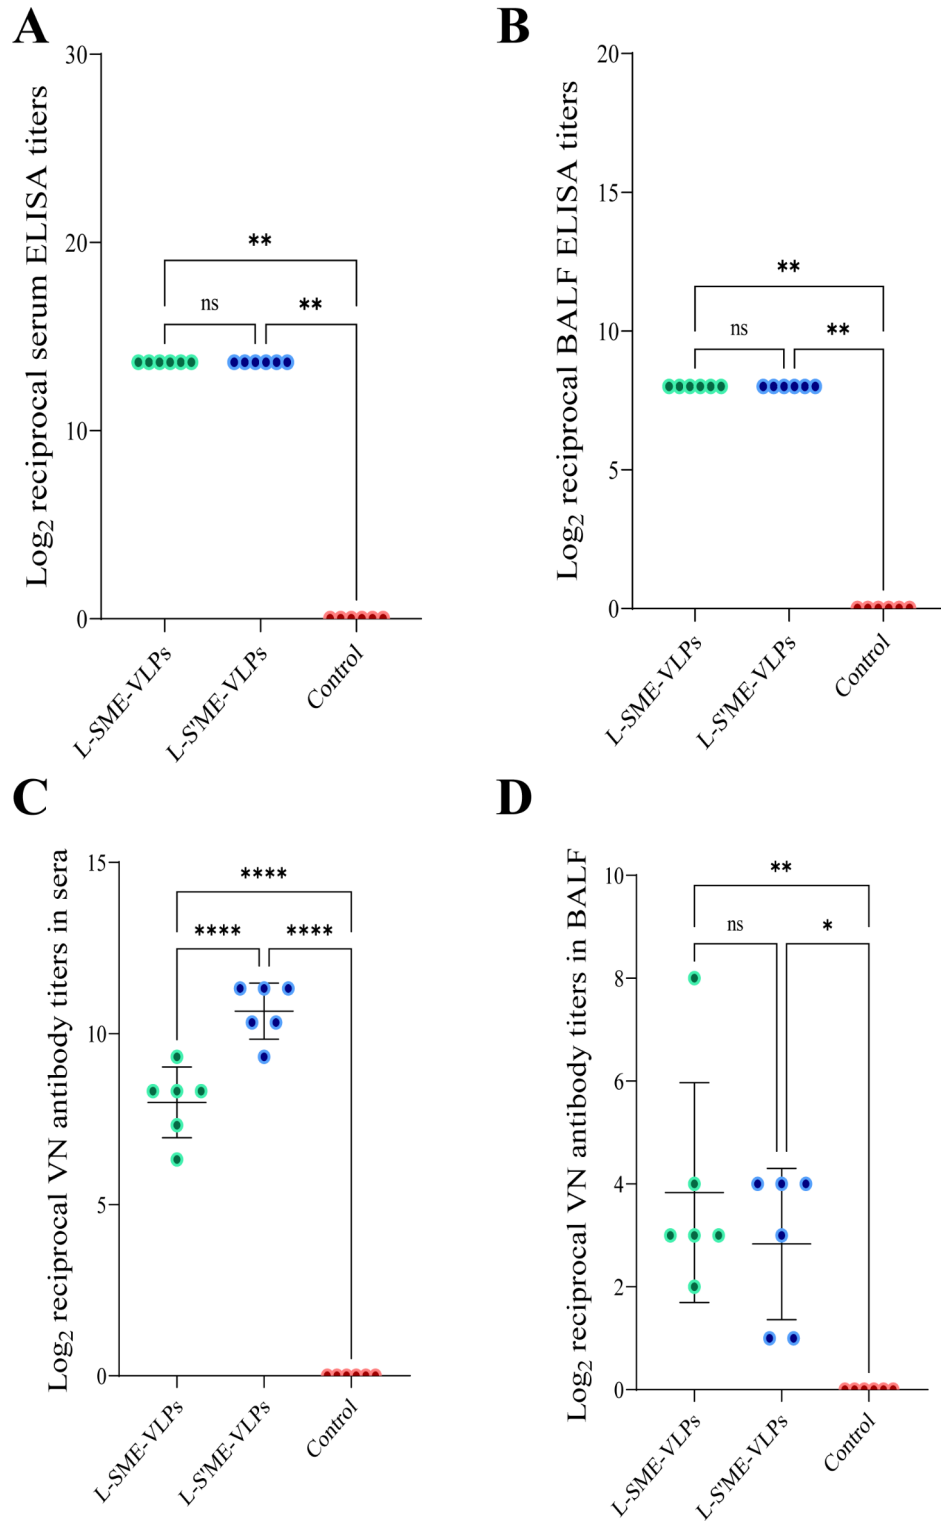 A
Log2 reciprocal serum ELISA titers
30
20
10
0
**
ns
**
L-SME-VLPs
L-S'ME-VLPs
Control
B
Log2 reciprocal BALF ELISA titers
20
15
10
5
0
**
ns
**
L-SME-VLPs
L-S'ME-VLPs
Control
C
Log2 reciprocal VN antibody titers in sera
15
10
5
0
****
****
****
L-SME-VLPs
L-S'ME-VLPs
Control
D
Log2 reciprocal VN antibody titers in BALF
10
8
6
4
2
0
**
ns
*
L-SME-VLPs
L-S'ME-VLPs
Control